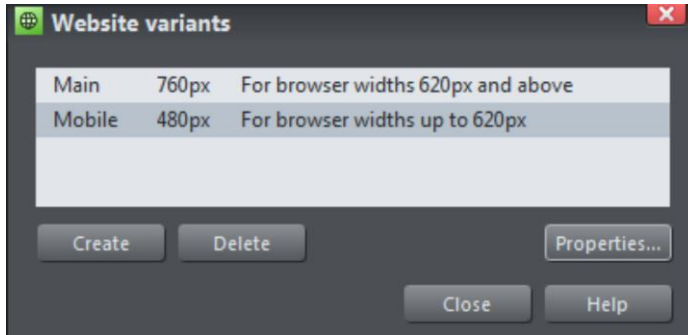 Website variants
Main 760px For browser widths 620px and above
Mobile 480px For browser widths up to 620px
Create Delete Properties...
Close Help